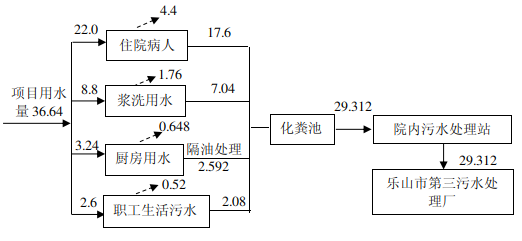 4.4
22.0
住院病人
17.6
1.76
项目用水
量 36.64
8.8
浆洗用水
7.04
0.648
29.312
化粪池
院内污水处理站
3.24
厨房用水
隔油处理
2.592
29.312
0.52
乐山市第三污水处
理厂
2.6
职工生活污水
2.08